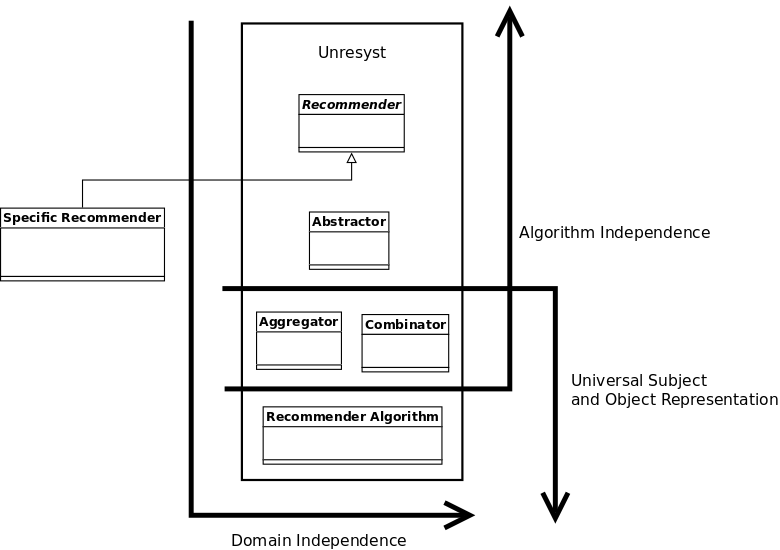 Unresyst
Recommender
Specific Recommender
Abstractor
Algorithm Independence
Aggregator
Combinator
Universal Subject
and Object Representation
Recommender Algorithm
Domain Independence